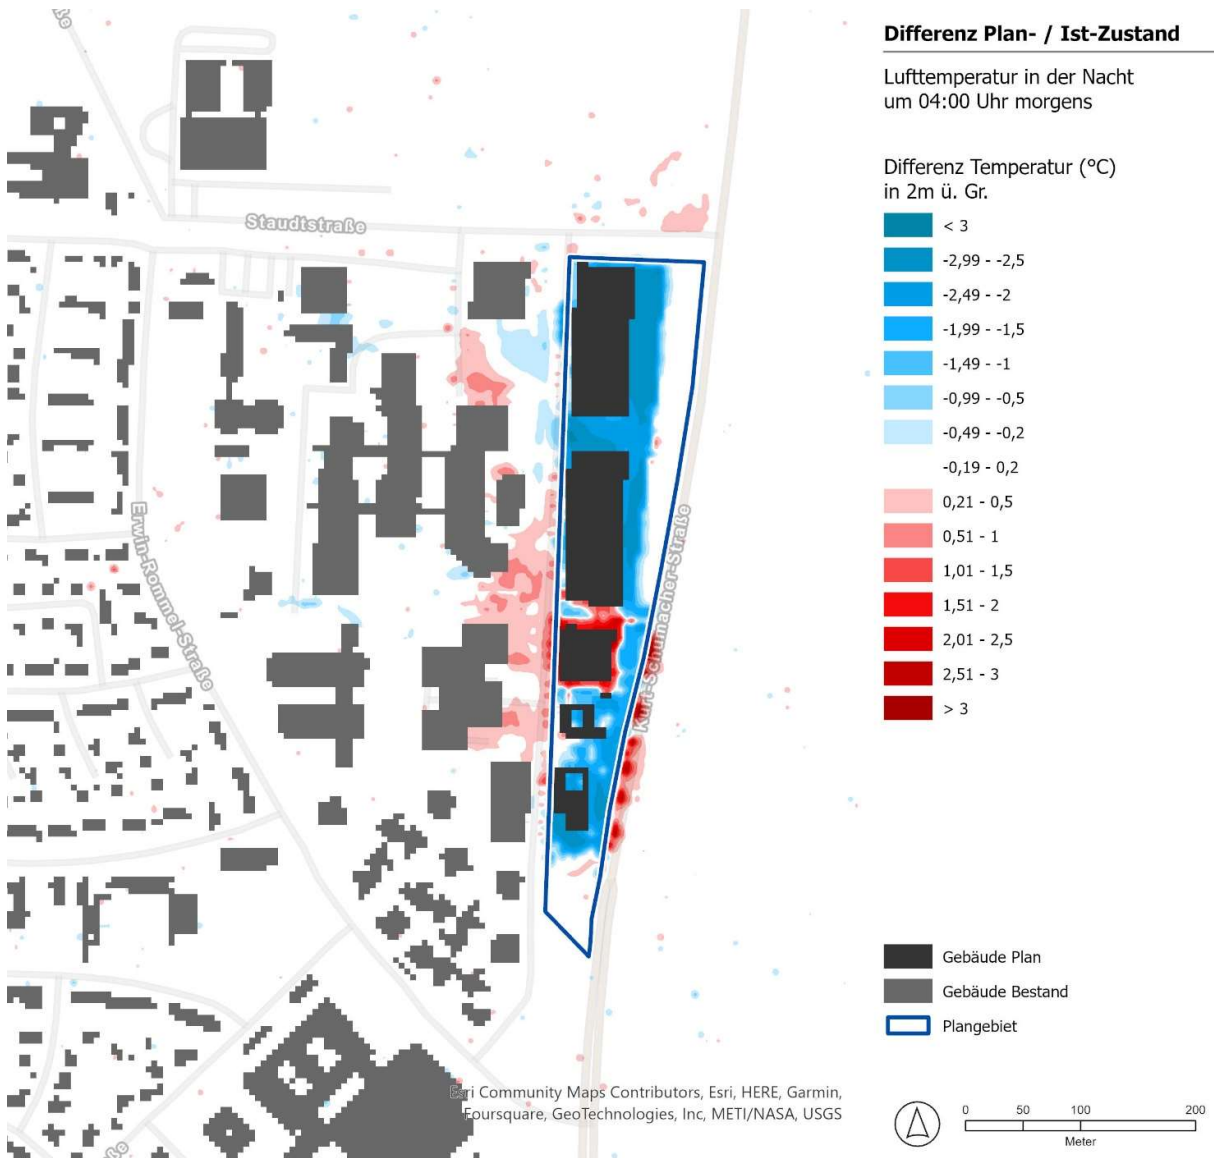 Differenz Plan- / Ist-Zustand
Lufttemperatur in der Nacht
um 04:00 Uhr morgens
Differenz Temperatur (°C)
in 2m ü. Gr.
< 3
-2,99 - -2,5
-2,49 - -2
-1,99 - -1,5
-1,49 - -1
-0,99 - -0,5
-0,49 - -0,2
-0,19 - 0,2
0,21 - 0,5
0,51 - 1
1,01 - 1,5
1,51 - 2
2,01 - 2,5
2,51 - 3
> 3
Staudtstraße
Erwin-Rommel-Straße
Kurt-Schumacher-Straße
Gebäude Plan
Gebäude Bestand
Plangebiet
Esri Community Maps Contributors, Esri, HERE, Garmin,
Foursquare, GeoTechnologies, Inc, METI/NASA, USGS
0 50 100 200
Meter